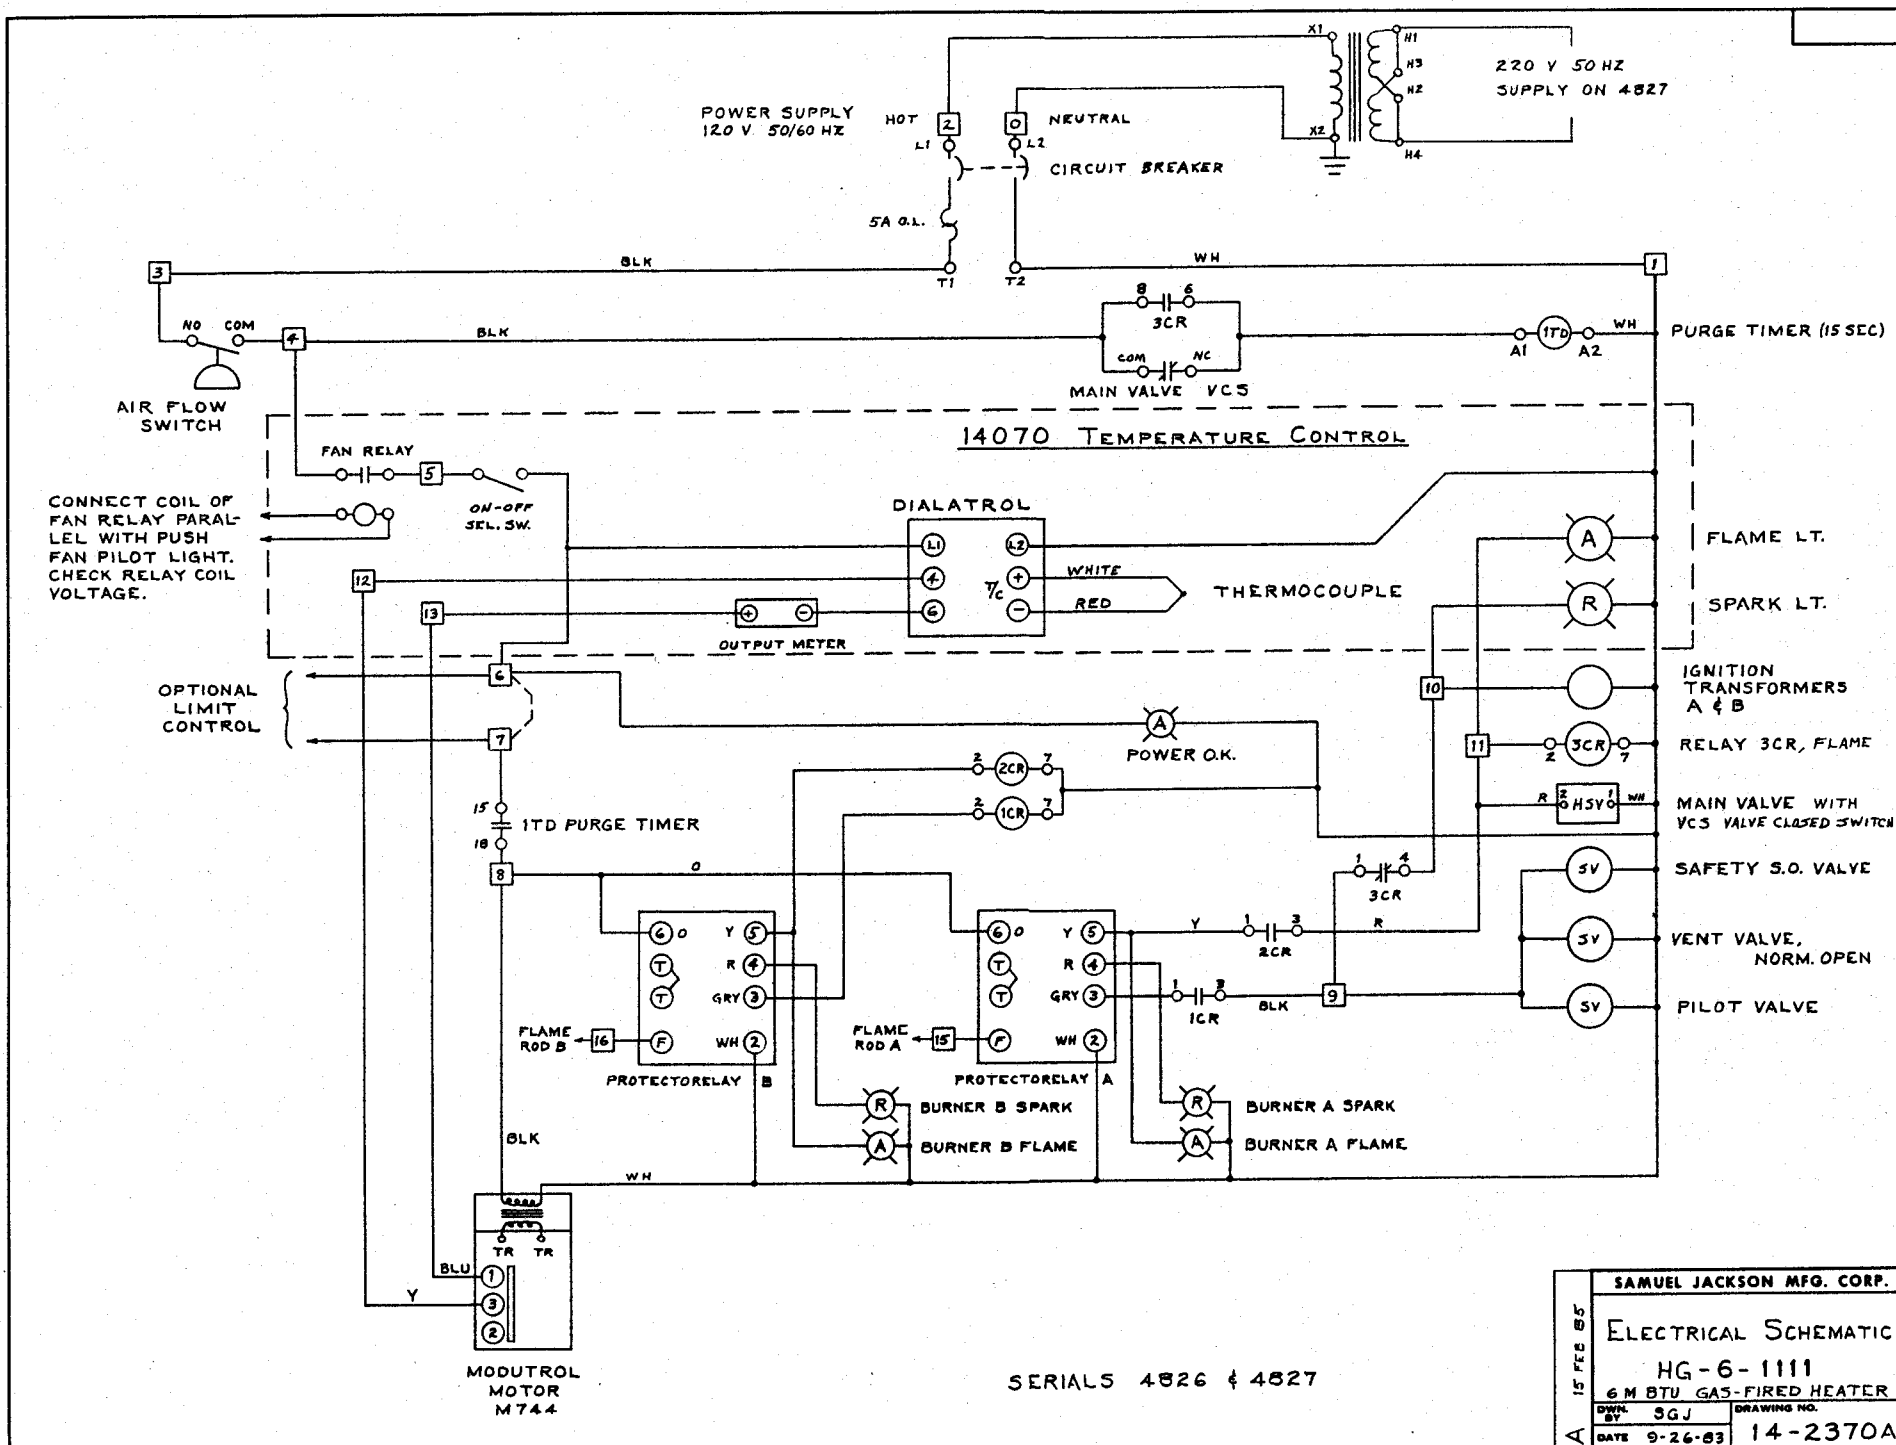 X1
H1
H3
H2
X2
H4
220 V 50 HZ
SUPPLY ON 4827
POWER SUPPLY
120 V 50/60 HZ
HOT
2
0
NEUTRAL
L1
L2
CIRCUIT BREAKER
5A O.L.
3
BLK
T1
T2
WH
1
NO
COM
4
BLK
8
6
3CR
COM
NC
MAIN VALVE VCS
A1
1TD
A2
WH
PURGE TIMER (15 SEC)
AIR FLOW
SWITCH
14070 TEMPERATURE CONTROL
FAN RELAY
5
ON-OFF
SEL. SW.
CONNECT COIL OF
FAN RELAY PARAL-
LEL WITH PUSH
FAN PILOT LIGHT.
CHECK RELAY COIL
VOLTAGE.
DIALATROL
L1
L2
4
T/C
+
6
−
WHITE
RED
THERMOCOUPLE
12
13
+
−
OUTPUT METER
A
FLAME LT.
R
SPARK LT.
OPTIONAL
LIMIT
CONTROL
6
7
A
POWER O.K.
10
IGNITION
TRANSFORMERS
A & B
11
2
3CR
7
RELAY 3CR, FLAME
R
2
HSV
1
WH
MAIN VALVE WITH
VCS VALVE CLOSED SWITCH
2
2CR
7
2
1CR
7
15
18
1TD PURGE TIMER
8
O
1
4
3CR
SV
SAFETY S.O. VALVE
SV
VENT VALVE,
NORM. OPEN
SV
PILOT VALVE
6
O
Y
5
T
R
4
T
GRY
3
F
WH
2
FLAME
ROD B
16
PROTECTORELAY B
6
O
Y
5
T
R
4
T
GRY
3
F
WH
2
FLAME
ROD A
15
PROTECTORELAY A
Y
1
3
2CR
R
1
3
1CR
BLK
9
R
BURNER B SPARK
A
BURNER B FLAME
R
BURNER A SPARK
A
BURNER A FLAME
BLK
WH
TR
TR
BLU
1
Y
3
2
MODUTROL
MOTOR
M744
SERIALS 4826 & 4827
A 15 FEB 85
SAMUEL JACKSON MFG. CORP.
ELECTRICAL SCHEMATIC
HG-6-1111
6 M BTU GAS-FIRED HEATER
DWN. BY SGJ
DATE 9-26-83
DRAWING NO.
14-2370A